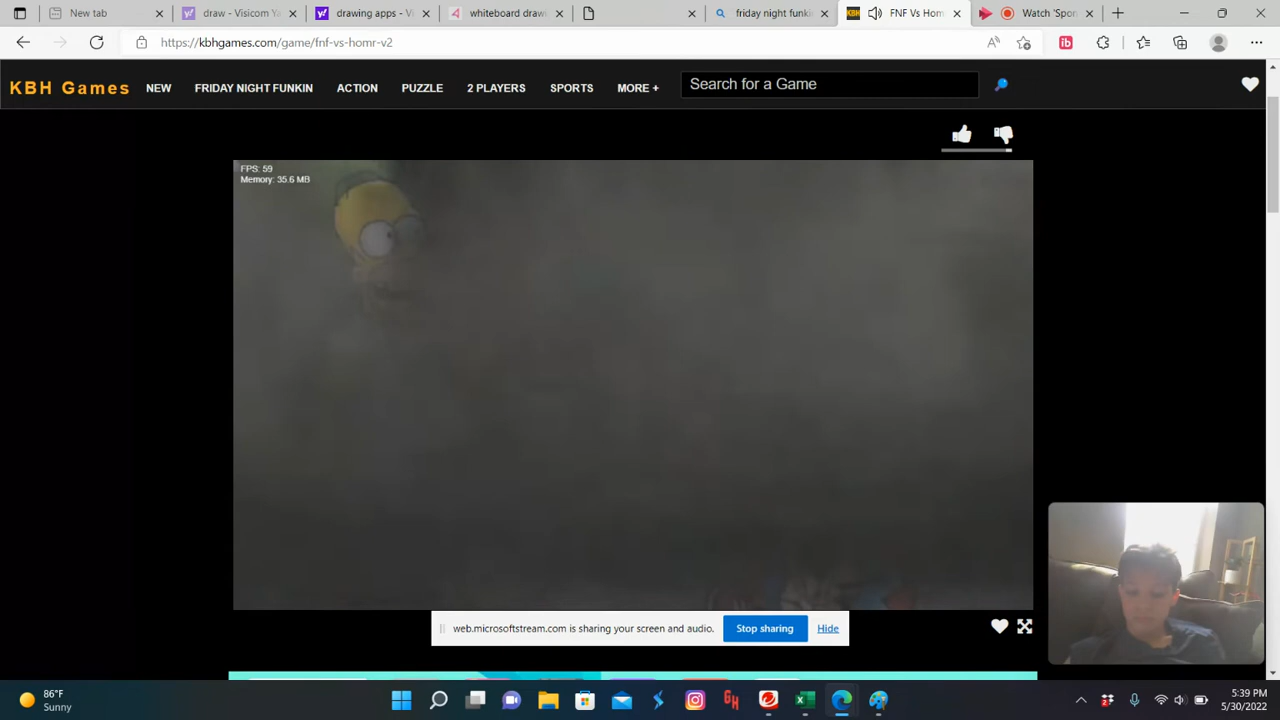 New tab
draw - Visicom Ya
drawing apps - Vi
whiteboard draw
friday night funki
FNF Vs Hom
Watch 'Spor
https://kbhgames.com/game/fnf-vs-homr-v2
KBH Games
NEW
FRIDAY NIGHT FUNKIN
ACTION
PUZZLE
2 PLAYERS
SPORTS
MORE +
Search for a Game
FPS: 59
Memory: 35.6 MB
web.microsoftstream.com is sharing your screen and audio.
Stop sharing
Hide
86°F
Sunny
5:39 PM
5/30/2022